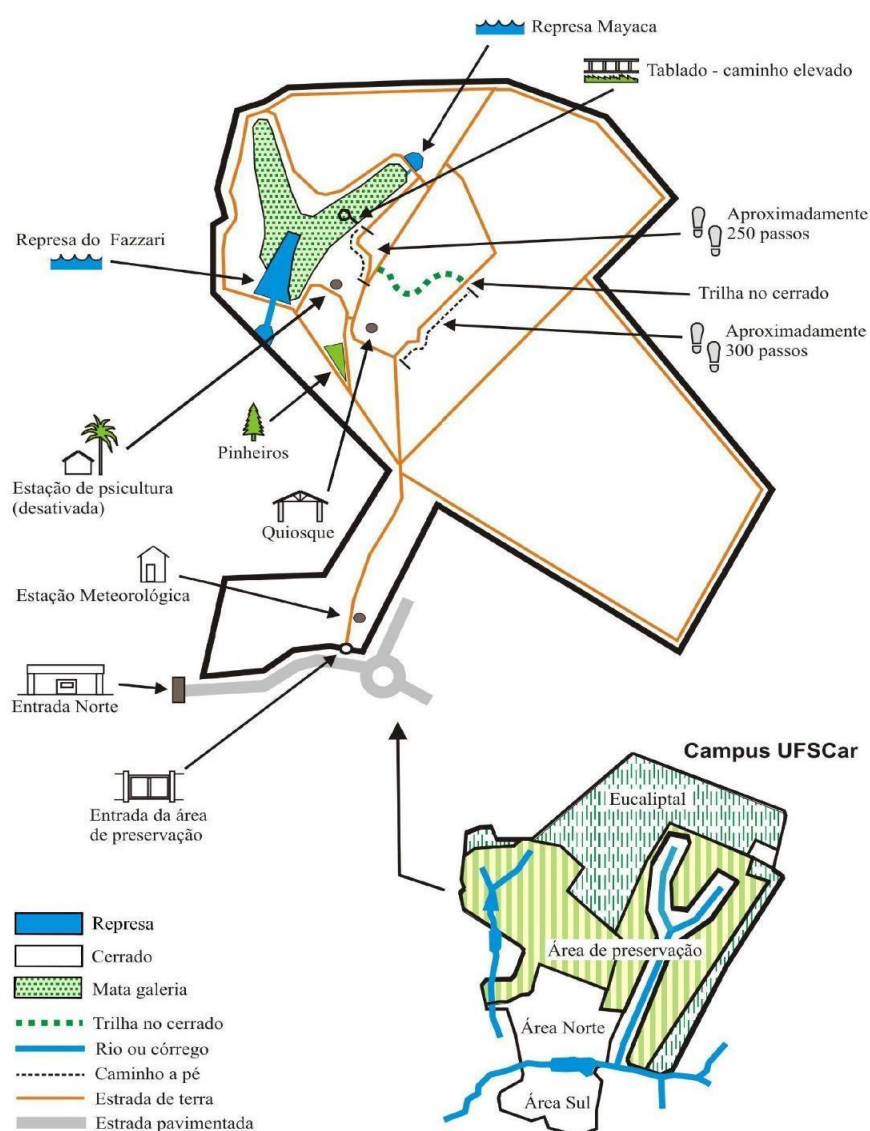 Represa Mayaca
Tablado - caminho elevado
Aproximadamente
250 passos
Represa do Fazzari
Trilha no cerrado
Aproximadamente
300 passos
Pinheiros
Estação de psicultura
(desativada)
Quiosque
Estação Meteorológica
Entrada Norte
Entrada da área
de preservação
Campus UFSCar
Eucaliptal
Área de preservação
Área Norte
Área Sul
Represa
Cerrado
Mata galeria
Trilha no cerrado
Rio ou córrego
Caminho a pé
Estrada de terra
Estrada pavimentada